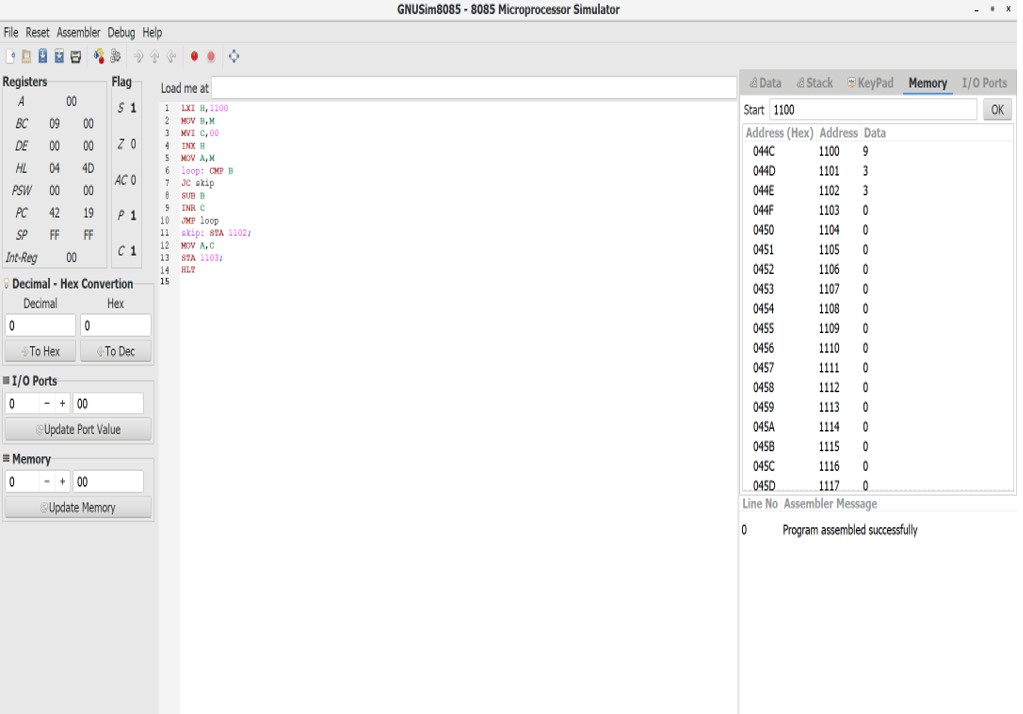 GNUSim8085 - 8085 Microprocessor Simulator
File Reset Assembler Debug Help
Registers
A 00
BC 09 00
DE 00 00
HL 04 4D
PSW 00 00
PC 42 19
SP FF FF
Int-Reg 00
Flag
S 1
Z 0
AC 0
P 1
C 1
Decimal - Hex Convertion
Decimal Hex
0 0
To Hex To Dec
I/O Ports
0 - + 00
Update Port Value
Memory
0 - + 00
Update Memory
Load me at
1 LXI H,1100
2 MOV B,M
3 MVI C,00
4 INX H
5 MOV A,M
6 loop: CMP B
7 JC skip
8 SUB B
9 INR C
10 JMP loop
11 skip: STA 1102;
12 MOV A,C
13 STA 1103;
14 HLT
15
Data Stack KeyPad Memory I/O Ports
Start 1100 OK
Address (Hex) Address Data
044C 1100 9
044D 1101 3
044E 1102 3
044F 1103 0
0450 1104 0
0451 1105 0
0452 1106 0
0453 1107 0
0454 1108 0
0455 1109 0
0456 1110 0
0457 1111 0
0458 1112 0
0459 1113 0
045A 1114 0
045B 1115 0
045C 1116 0
045D 1117 0
Line No Assembler Message
0 Program assembled successfully